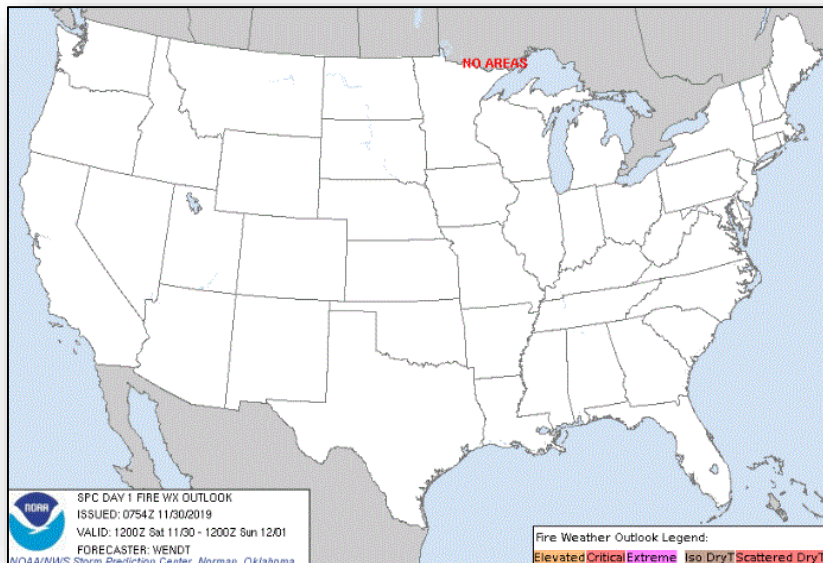 NO AREAS
NOAA
SPC DAY 1 FIRE WX OUTLOOK
ISSUED: 0754Z 11/30/2019
VALID: 1200Z Sat 11/30 - 1200Z Sun 12/01
FORECASTER: WENDT
NOAA/NWS Storm Prediction Center, Norman, Oklahoma
Fire Weather Outlook Legend:
Elevated Critical Extreme Iso DryT Scattered DryT